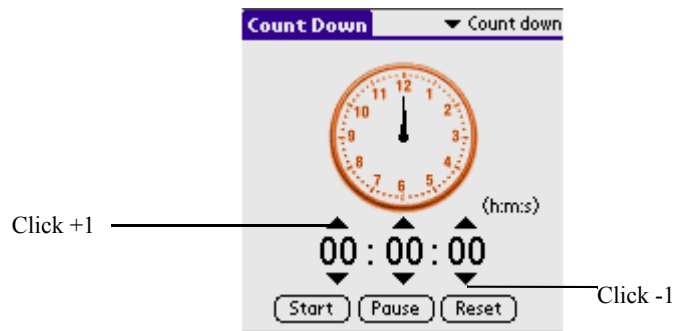 Count Down
Count down
12
11 1
10 2
9 3
8 4
7 5
6
(h:m:s)
Click +1
00 : 00 : 00
Click -1
Start Pause Reset